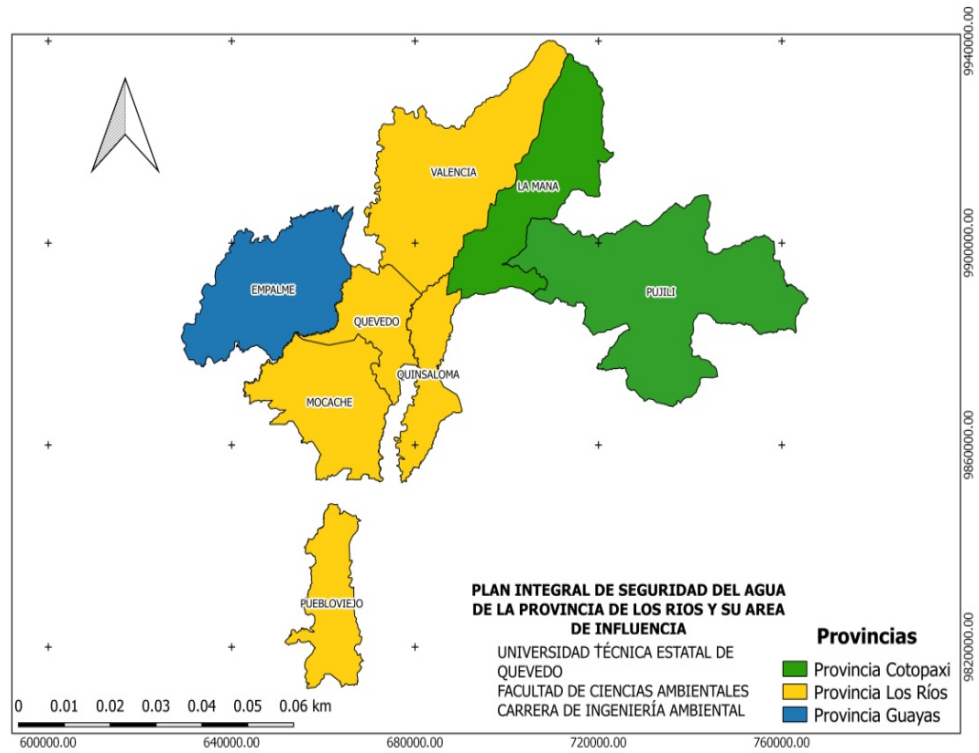 9940000.00
VALENCIA
LA MANA
9900000.00
EMPALME
PUJILI
QUEVEDO
QUINSALOMA
MOCACHE
9860000.00
PUEBLOVIEJO
PLAN INTEGRAL DE SEGURIDAD DEL AGUA
DE LA PROVINCIA DE LOS RIOS Y SU AREA
DE INFLUENCIA
UNIVERSIDAD TÉCNICA ESTATAL DE
QUEVEDO
FACULTAD DE CIENCIAS AMBIENTALES
CARRERA DE INGENIERÍA AMBIENTAL
Provincias
Provincia Cotopaxi
Provincia Los Ríos
Provincia Guayas
9820000.00
0 0.01 0.02 0.03 0.04 0.05 0.06 km
600000.00 640000.00 680000.00 720000.00 760000.00